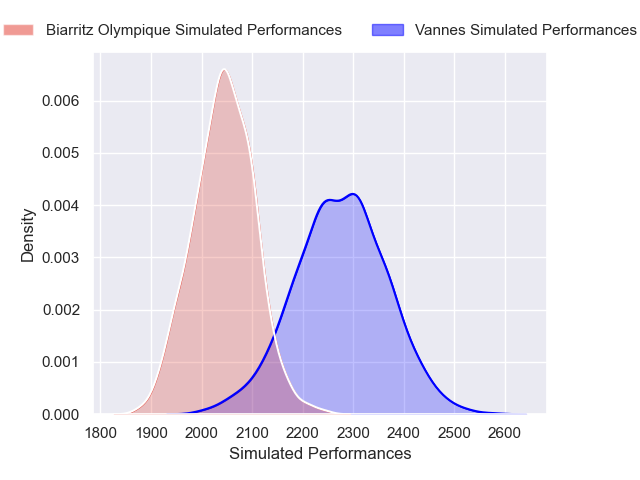 Biarritz Olympique Simulated Performances Vannes Simulated Performances
0.006
0.005
0.004
0.003
0.002
0.001
0.000
Density
1800 1900 2000 2100 2200 2300 2400 2500 2600
Simulated Performances